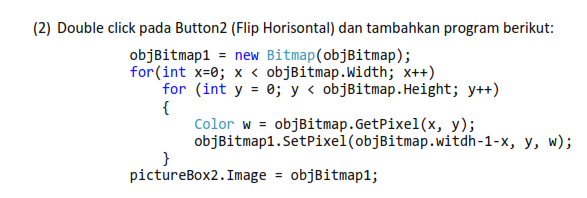 (2) Double click pada Button2 (Flip Horisontal) dan tambahkan program berikut:
objBitmap1 = new Bitmap(objBitmap);
for(int x=0; x < objBitmap.Width; x++)
for (int y = 0; y < objBitmap.Height; y++)
{
Color w = objBitmap.GetPixel(x, y);
objBitmap1.SetPixel(objBitmap.witdh-1-x, y, w);
}
pictureBox2.Image = objBitmap1;